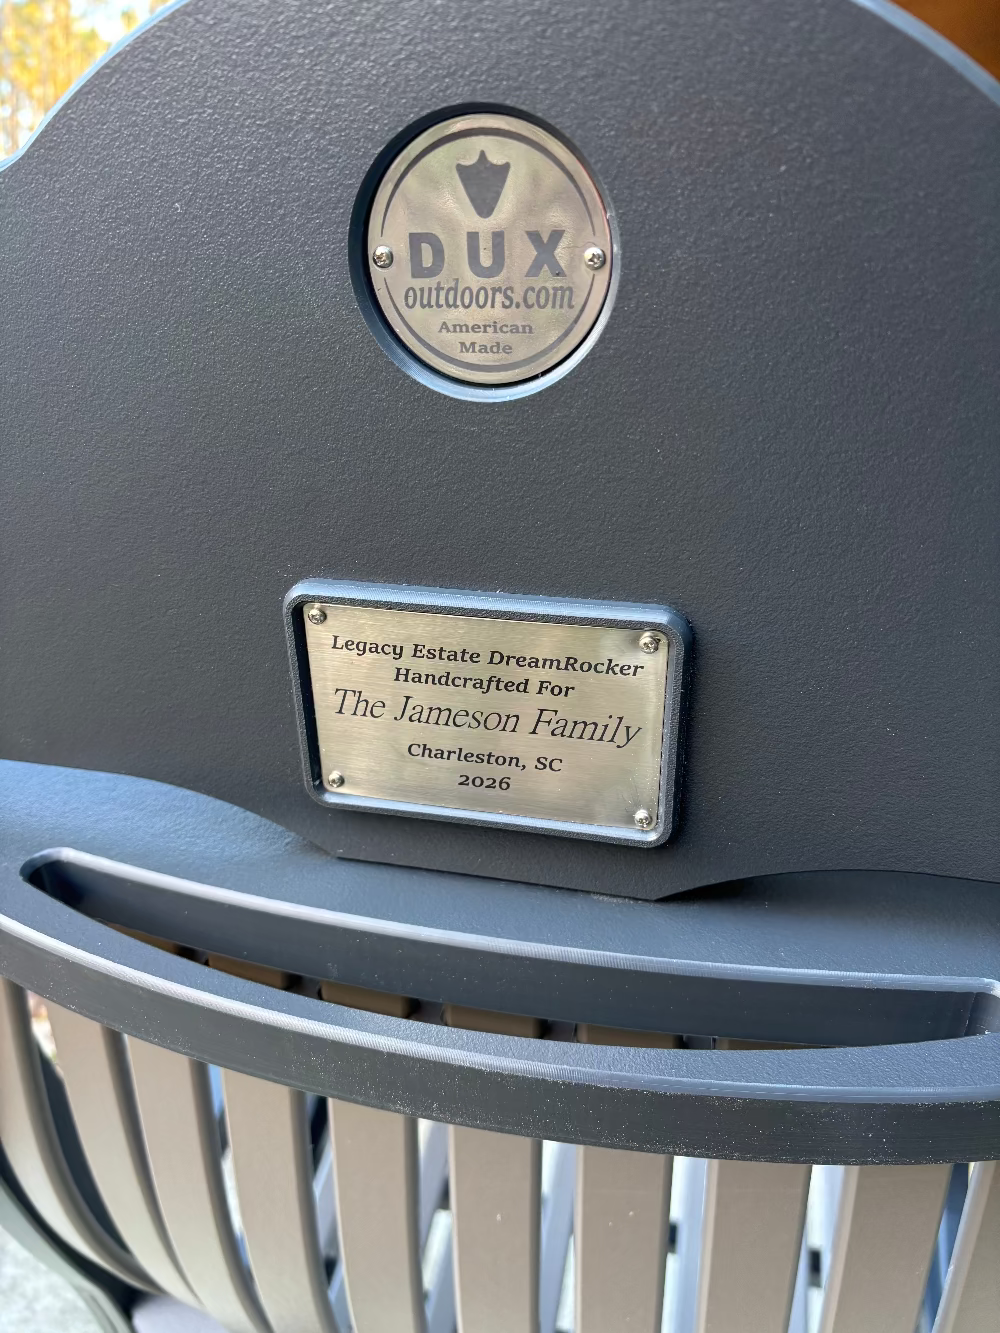 DUX
outdoors.com
American
Made
Legacy Estate DreamRocker
Handcrafted For
The Jameson Family
Charleston, SC
2026